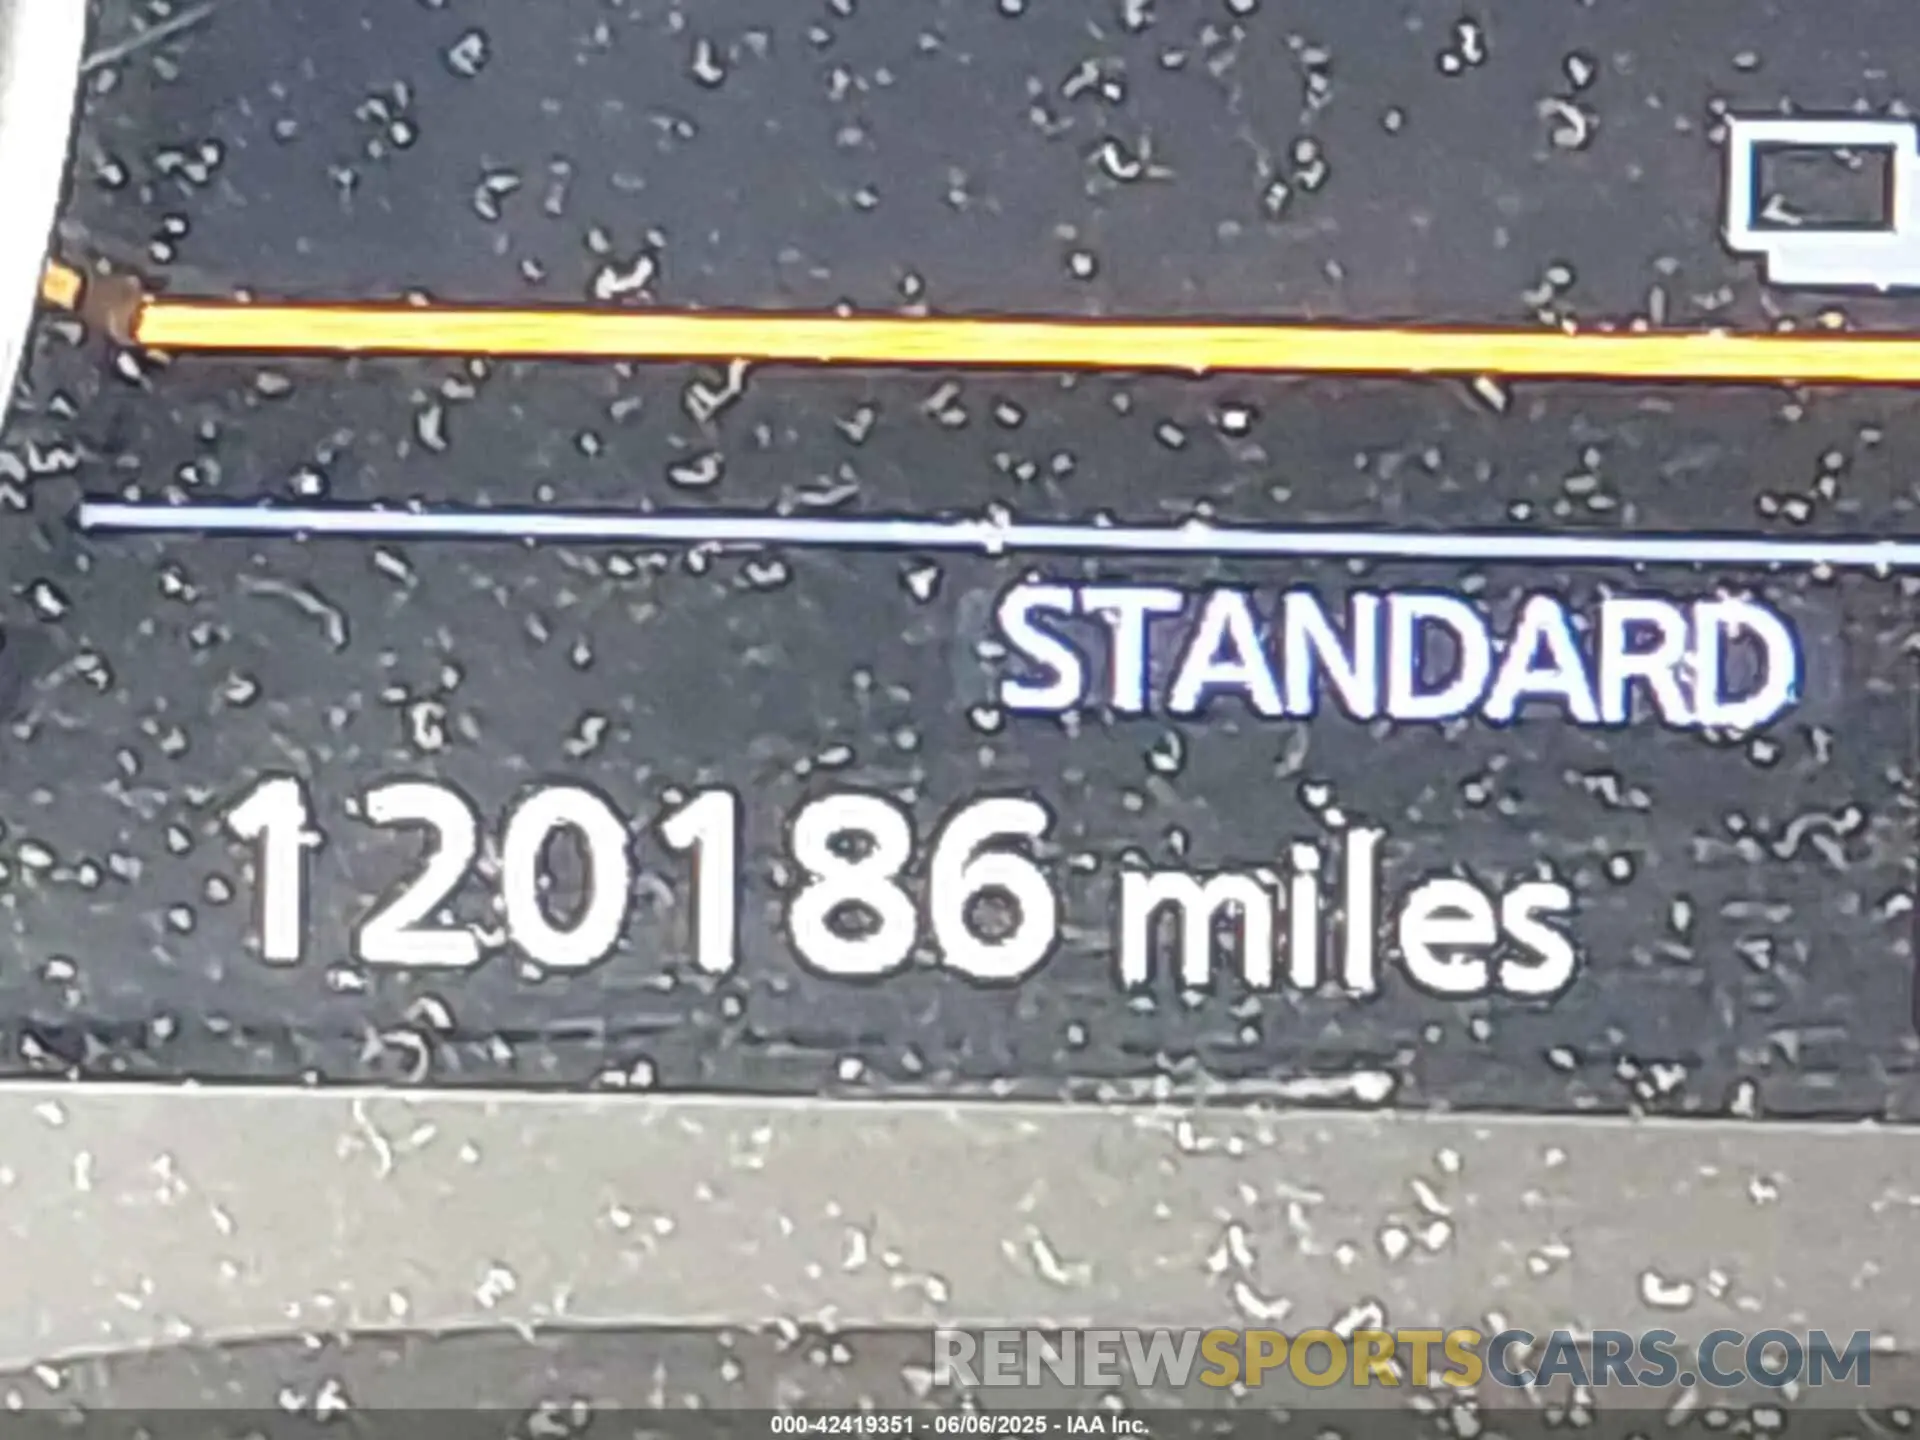 STANDARD
120186 miles
RENEWSPORTSCARS.COM
000-42419351 - 06/06/2025 - IAA Inc.